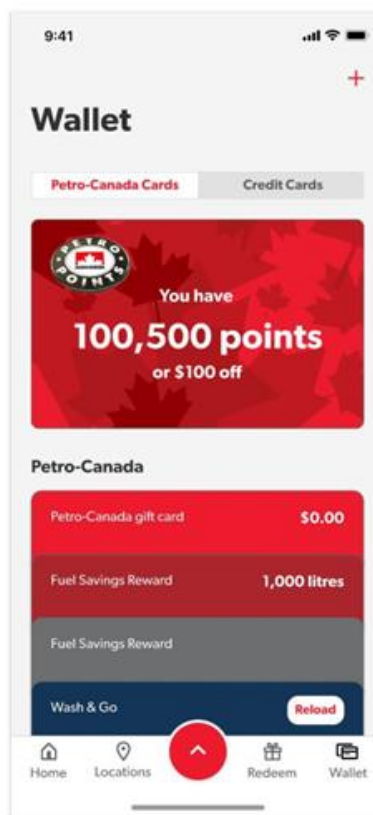 9:41
Wallet
Petro-Canada Cards Credit Cards
PETRO
POINTS
You have
100,500 points
or $100 off
Petro-Canada
Petro-Canada gift card $0.00
Fuel Savings Reward 1,000 litres
Fuel Savings Reward
Wash & Go Reload
Home Locations Redeem Wallet